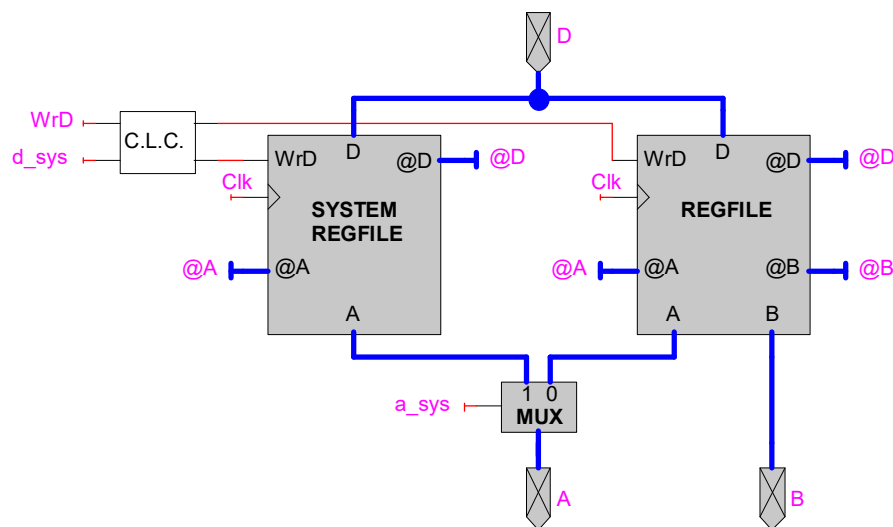 D
WrD
d_sys
C.L.C.
WrD
D
@D
@D
Clk
SYSTEM
REGFILE
@A
@A
A
WrD
D
@D
@D
Clk
REGFILE
@A
@A
@B
@B
A
B
a_sys
1 0
MUX
A
B